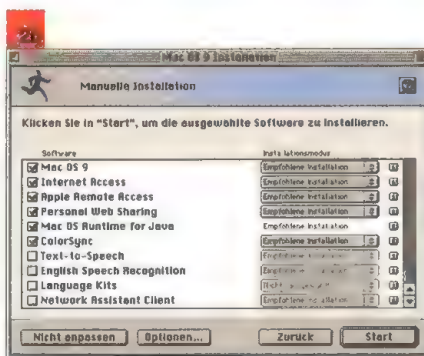 Mac OS 9 Installation
Manuelle Installation
Klicken Sie in "Start", um die ausgewählte Software zu installieren.
Software
Installationsmodus
Mac OS 9
Empfohlene Installation
Internet Access
Empfohlene Installation
Apple Remote Access
Empfohlene Installation
Personal Web Sharing
Empfohlene Installation
Mac OS Runtime for Java
Empfohlene Installation
ColorSync
Empfohlene Installation
Text-to-Speech
English Speech Recognition
Language Kits
Network Assistant Client
Empfohlene Installation
Nicht anpassen
Optionen...
Zurück
Start